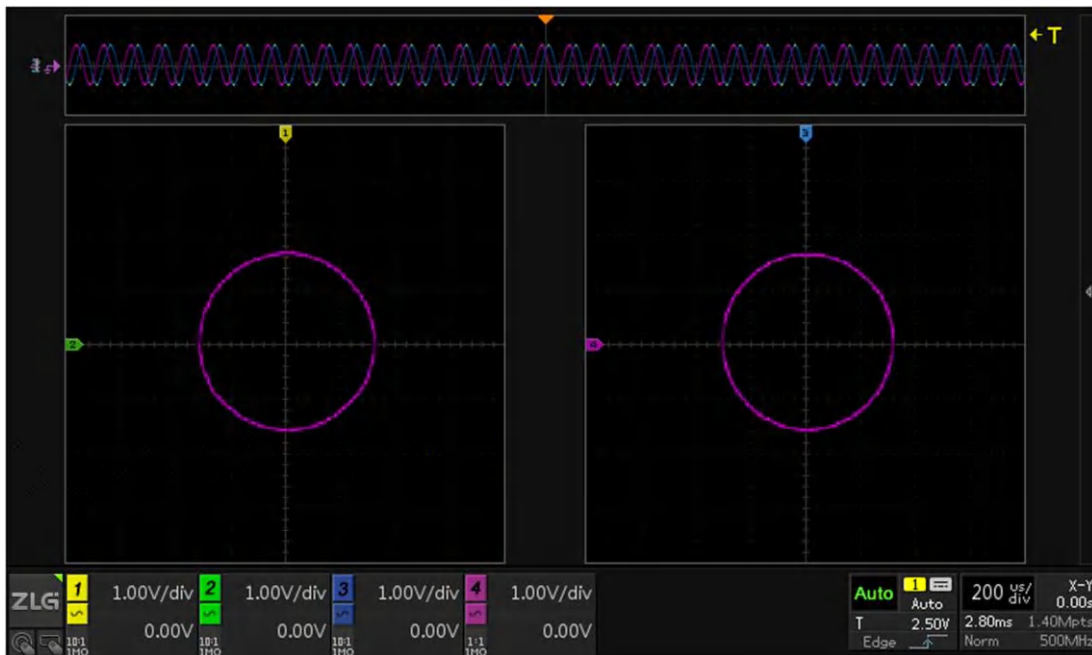 T
1
3
2
4
ZLG
1
1.00V/div
0.00V
10:1
1MΩ
2
1.00V/div
0.00V
10:1
1MΩ
3
1.00V/div
0.00V
10:1
1MΩ
4
1.00V/div
0.00V
1:1
1MΩ
Auto
1
Auto
T
2.50V
Edge
200 us/div
X-Y
0.00s
2.80ms
1.40Mpts
Norm
500MHz